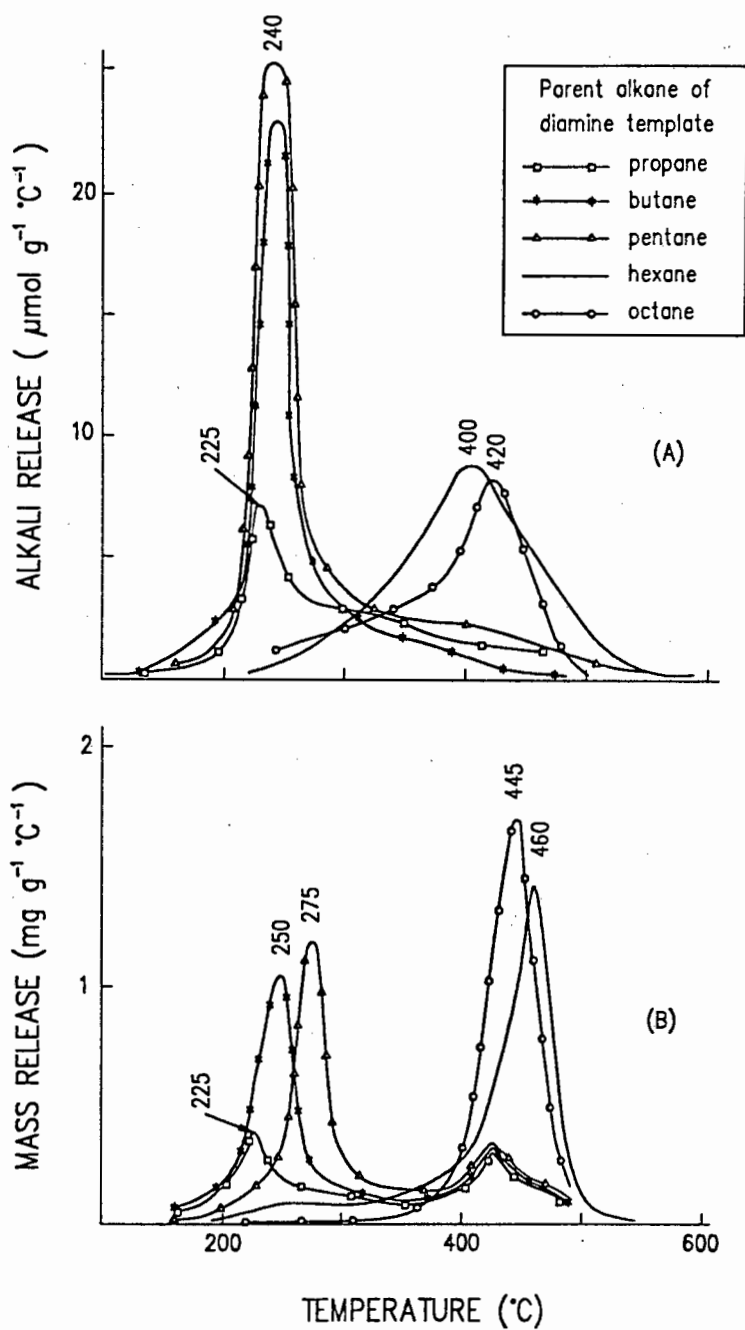 240
Parent alkane of
diamine template
propane
butane
pentane
hexane
octane
20
10
225
400
420
(A)
ALKALI RELEASE ( μmol g⁻¹ °C⁻¹ )
2
1
445
460
250
275
225
(B)
MASS RELEASE (mg g⁻¹ °C⁻¹)
200
400
600
TEMPERATURE (°C)